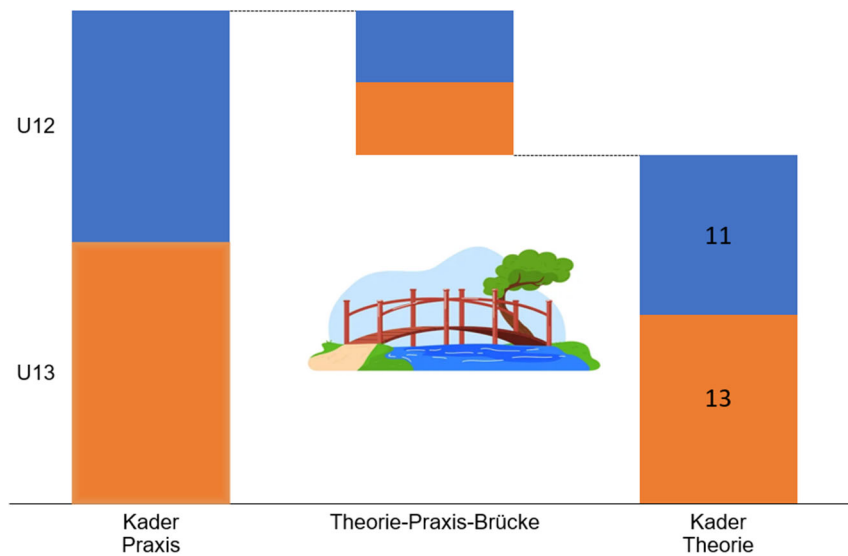 U12
11
U13
13
Kader
Praxis
Theorie-Praxis-Brücke
Kader
Theorie